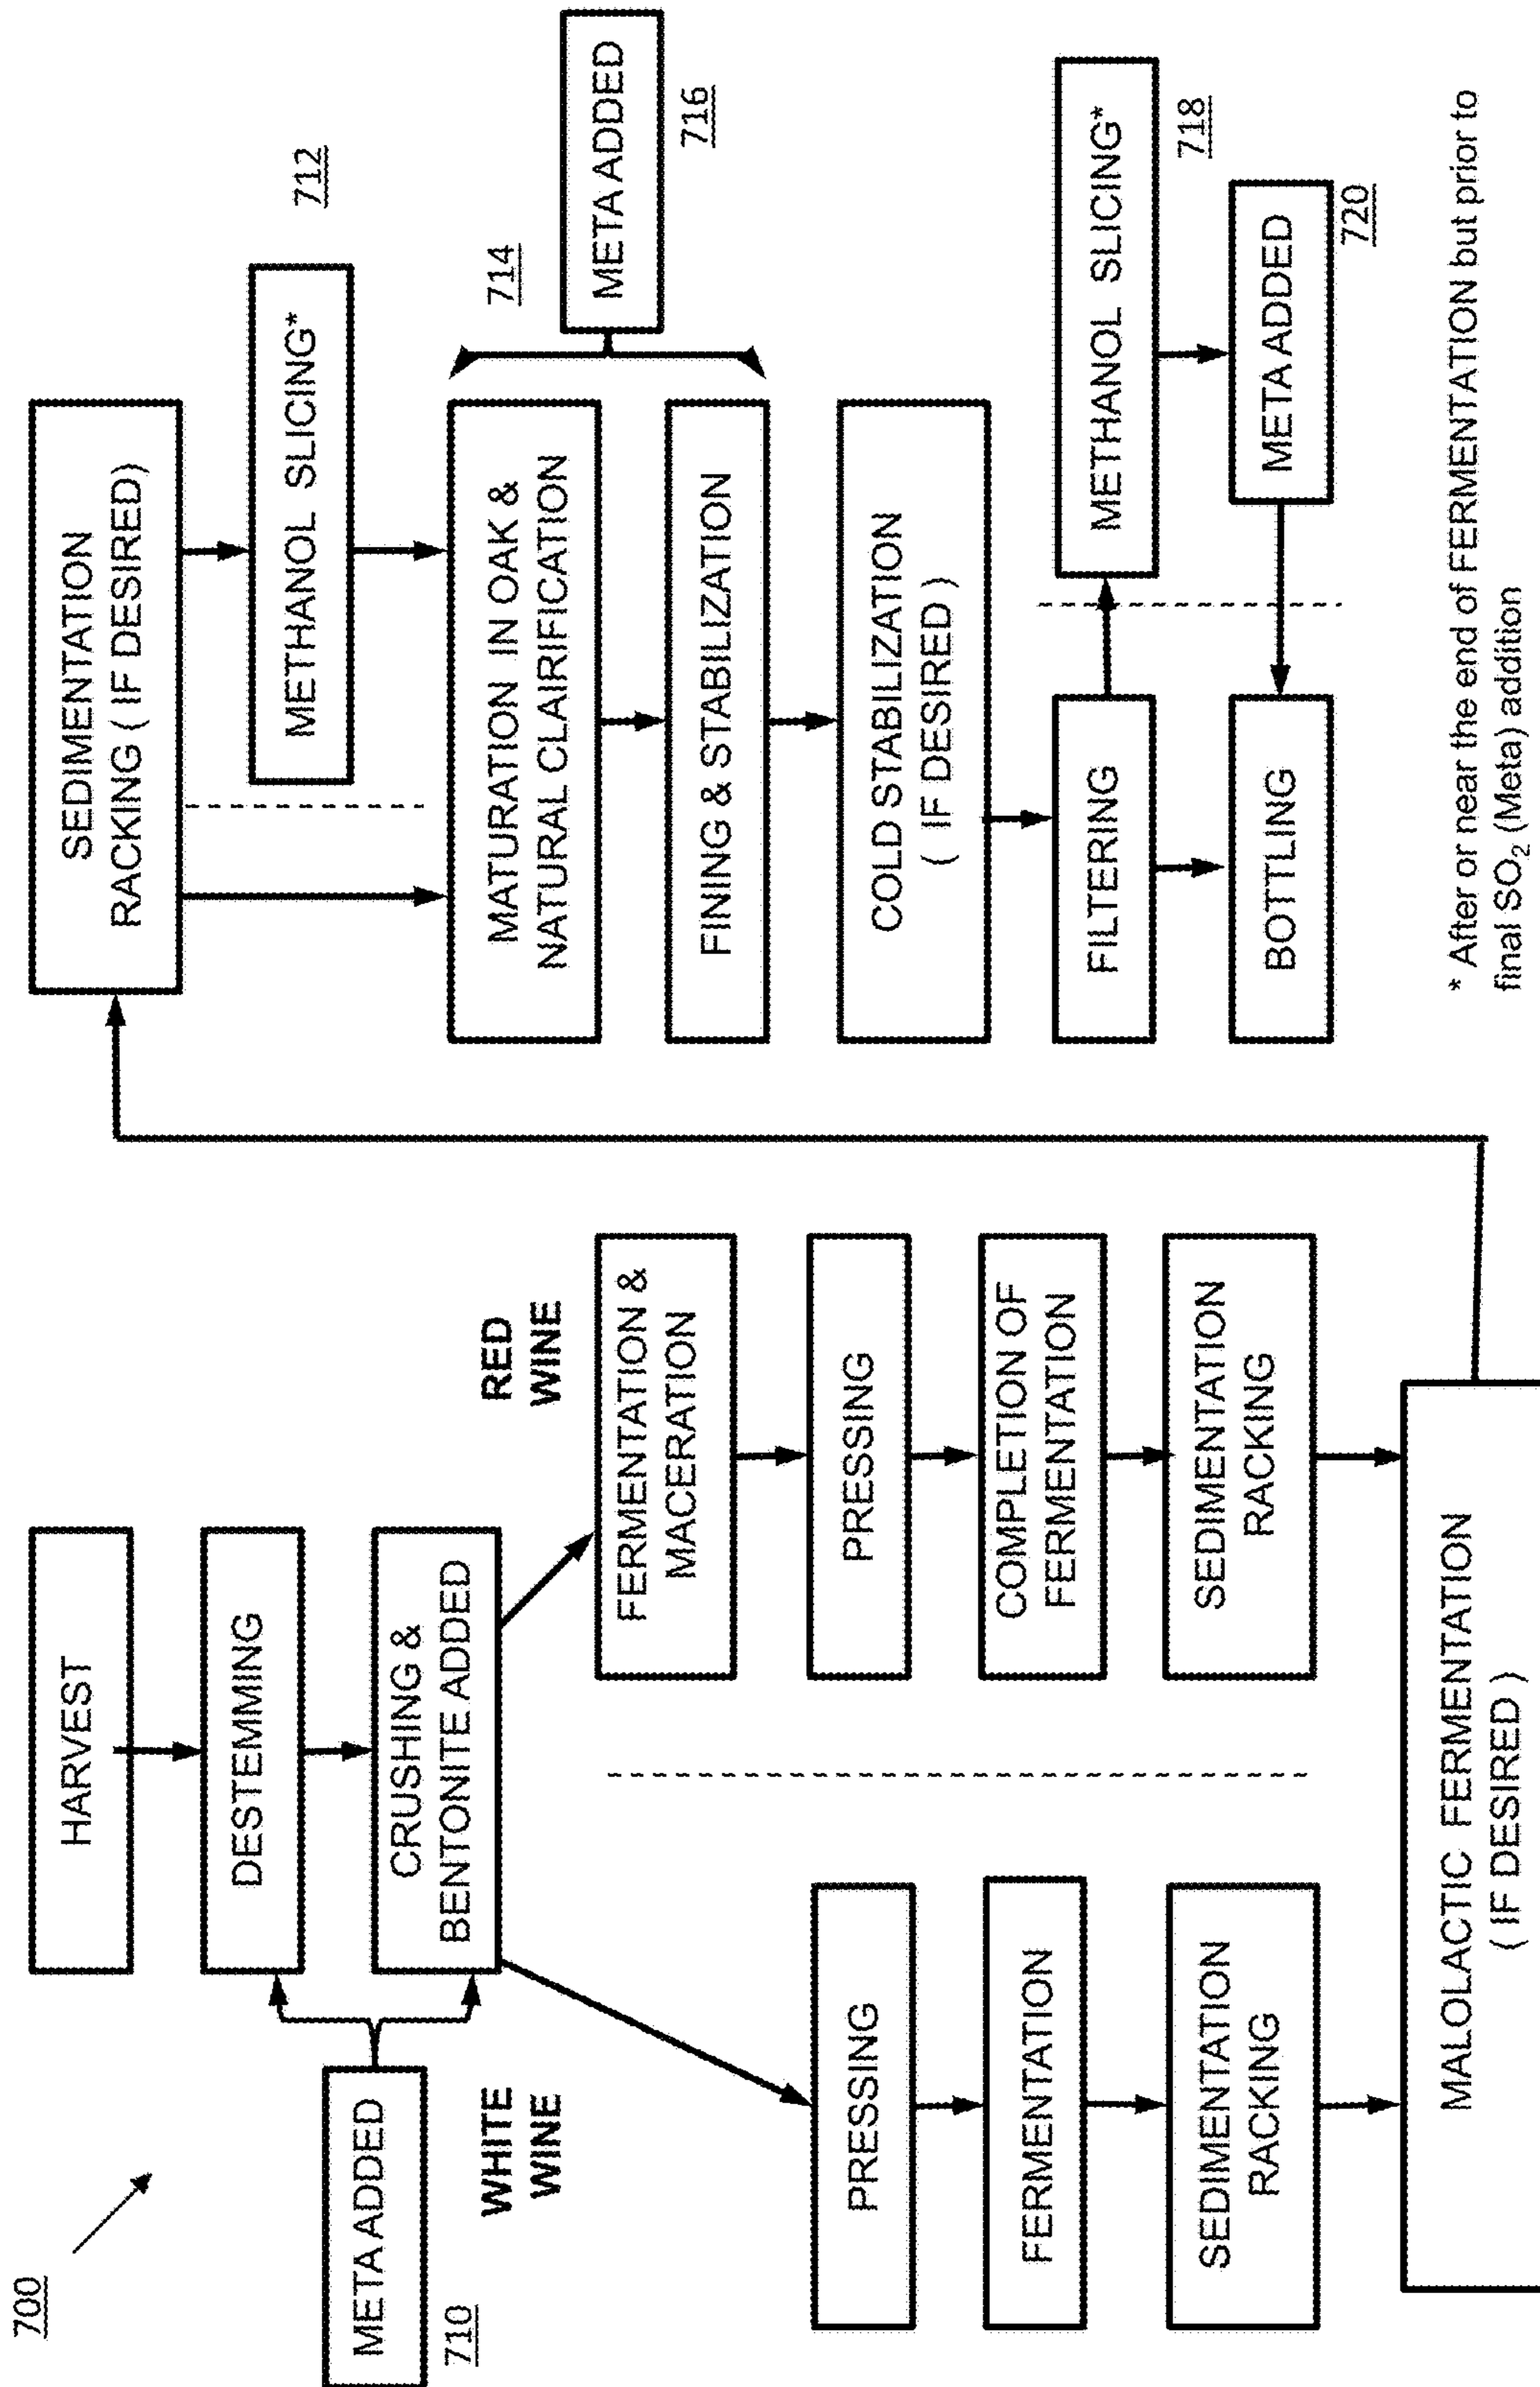 700
HARVEST
DESTEMMING
META ADDED
710
CRUSHING &
BENTONITE ADDED
WHITE
WINE
RED
WINE
PRESSING
FERMENTATION
SEDIMENTATION
RACKING
FERMENTATION &
MACERATION
PRESSING
COMPLETION OF
FERMENTATION
SEDIMENTATION
RACKING
MALOLACTIC FERMENTATION
( IF DESIRED )
SEDIMENTATION
RACKING ( IF DESIRED)
METHANOL SLICING*
712
MATURATION IN OAK &
NATURAL CLAIRIFICATION
714
META ADDED
716
FINING & STABILIZATION
COLD STABILIZATION
( IF DESIRED )
FILTERING
METHANOL SLICING*
718
BOTTLING
META ADDED
720
* After or near the end of FERMENTATION but prior to
final SO₂ (Meta) addition